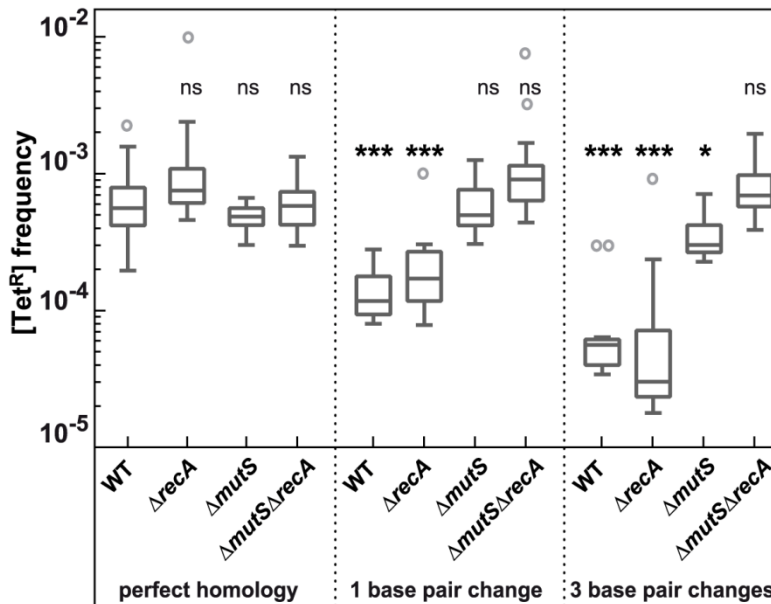 [Tetᴿ] frequency
10⁻²
10⁻³
10⁻⁴
10⁻⁵
ns ns ns
ns ns
ns
*** ***
*** *** *
WT
ΔrecA
ΔmutS
ΔmutSΔrecA
WT
ΔrecA
ΔmutS
ΔmutSΔrecA
WT
ΔrecA
ΔmutS
ΔmutSΔrecA
perfect homology
1 base pair change
3 base pair changes